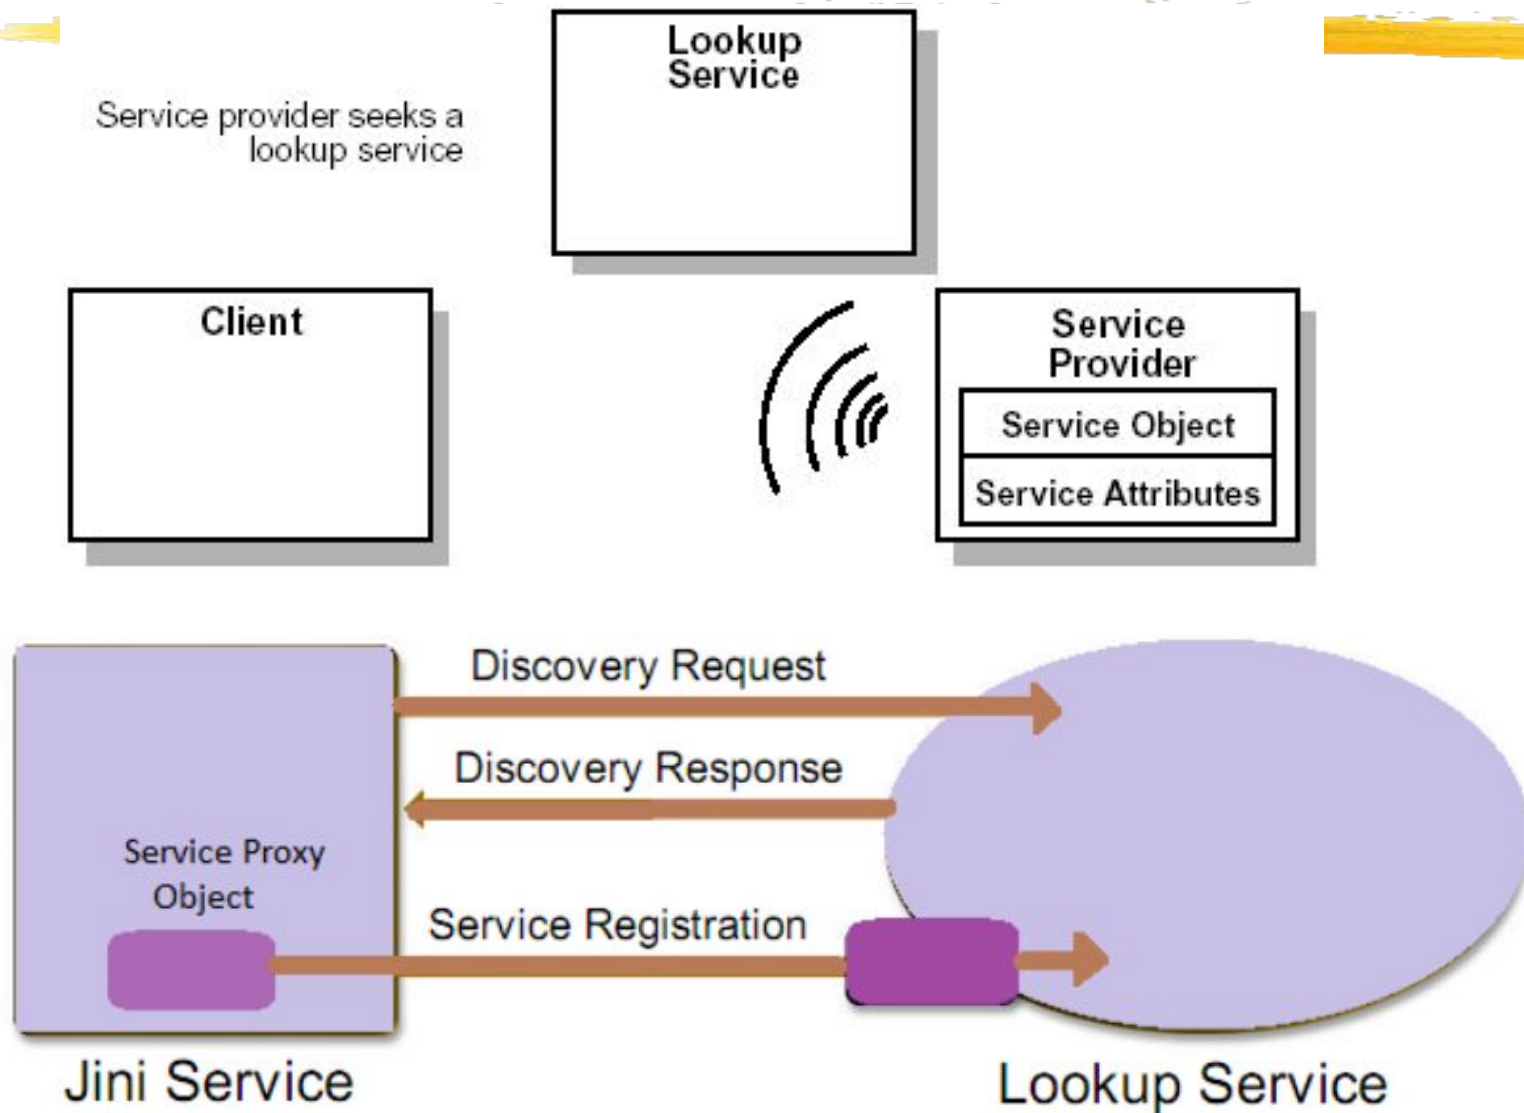 Lookup
Service
Service provider seeks a
lookup service
Client
Service
Provider
Service Object
Service Attributes
Discovery Request
Discovery Response
Service Proxy
Object
Service Registration
Jini Service
Lookup Service